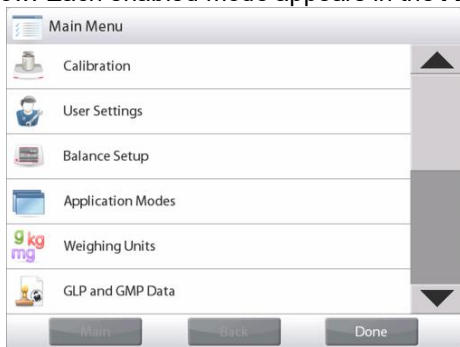 Main Menu
Calibration
User Settings
Balance Setup
Application Modes
g kg
mg
Weighing Units
GLP and GMP Data
Main
Back
Done